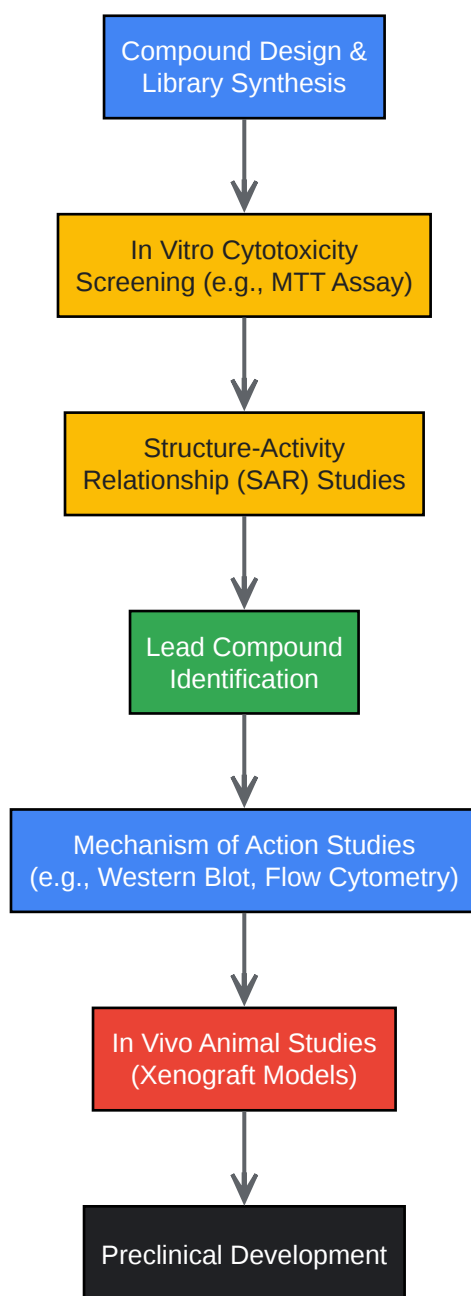 Compound Design &
Library Synthesis
In Vitro Cytotoxicity
Screening (e.g., MTT Assay)
Structure-Activity
Relationship (SAR) Studies
Lead Compound
Identification
Mechanism of Action Studies
(e.g., Western Blot, Flow Cytometry)
In Vivo Animal Studies
(Xenograft Models)
Preclinical Development